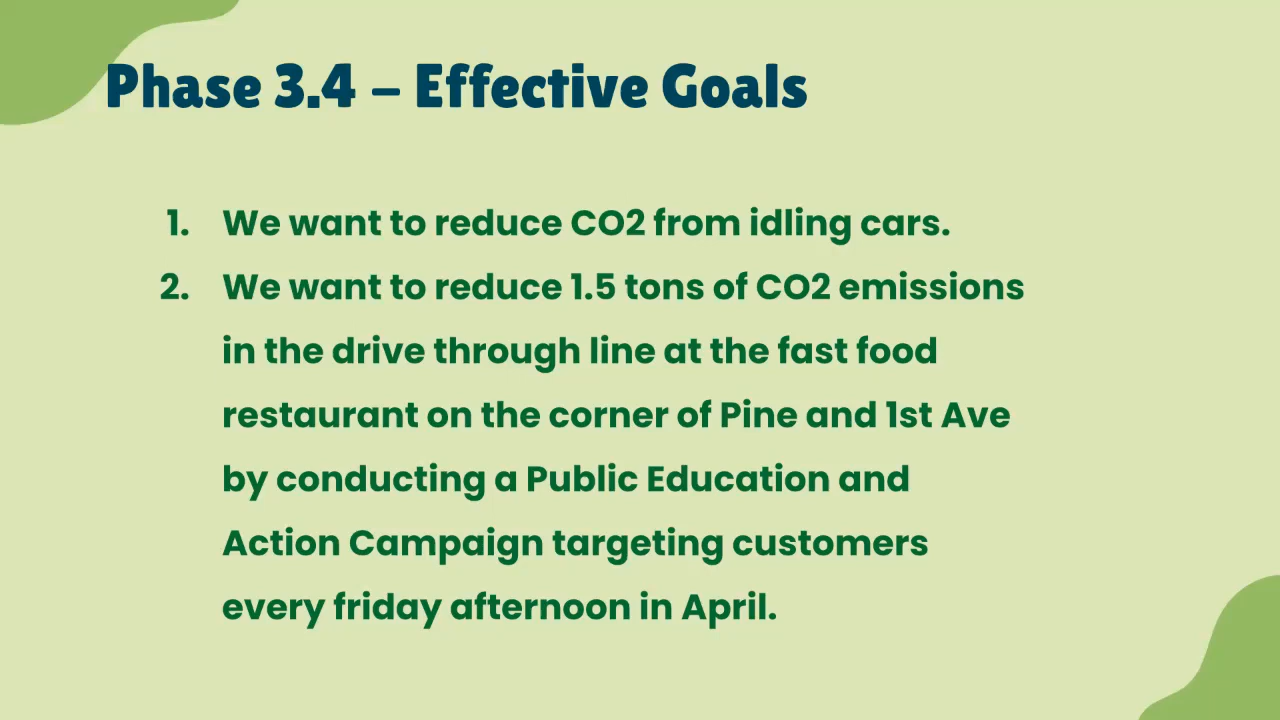 Phase 3.4 – Effective Goals
1. We want to reduce CO2 from idling cars.
2. We want to reduce 1.5 tons of CO2 emissions
in the drive through line at the fast food
restaurant on the corner of Pine and 1st Ave
by conducting a Public Education and
Action Campaign targeting customers
every friday afternoon in April.